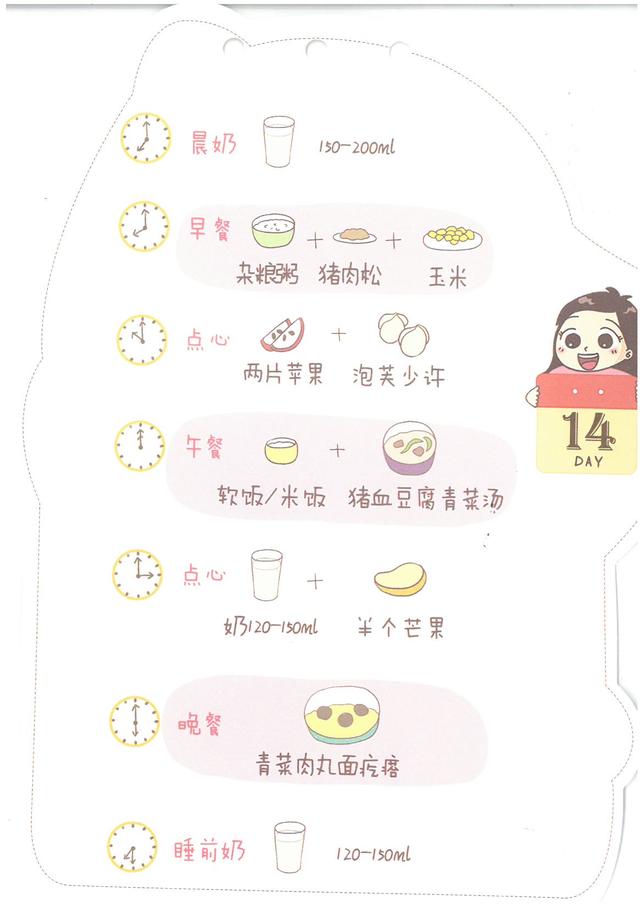 晨奶 150-200ml
早餐
杂粮粥 猪肉松 玉米
点心
两片苹果 泡芙少许
14
DAY
午餐
软饭/米饭 猪血豆腐青菜汤
点心
奶120-150ml 半个芒果
晚餐
青菜肉丸面疙瘩
睡前奶 120-150ml